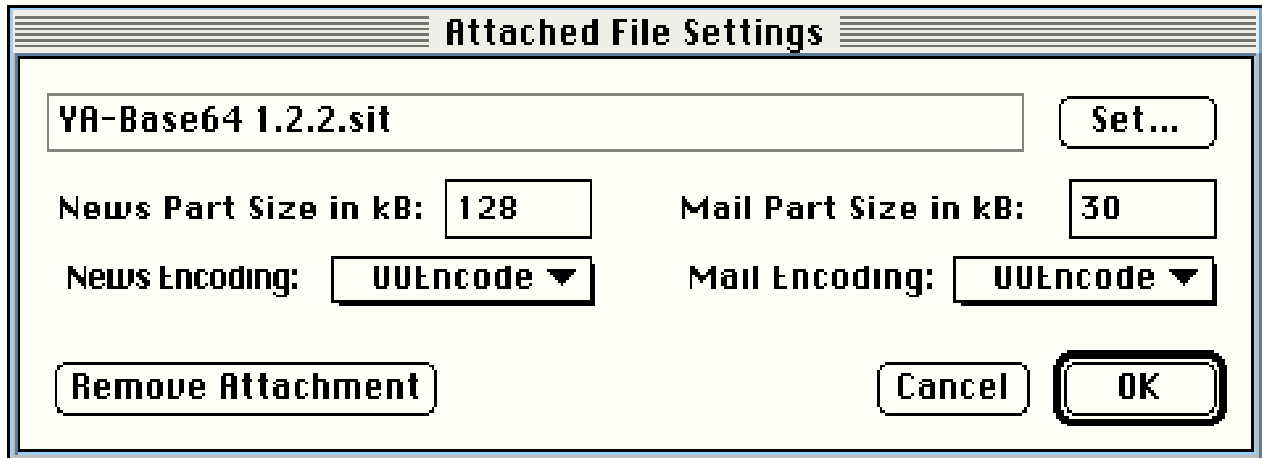 Attached File Settings
YA-Base64 1.2.2.sit Set...
News Part Size in kB: 128 Mail Part Size in kB: 30
News Encoding: UUEncode Mail Encoding: UUEncode
Remove Attachment Cancel OK